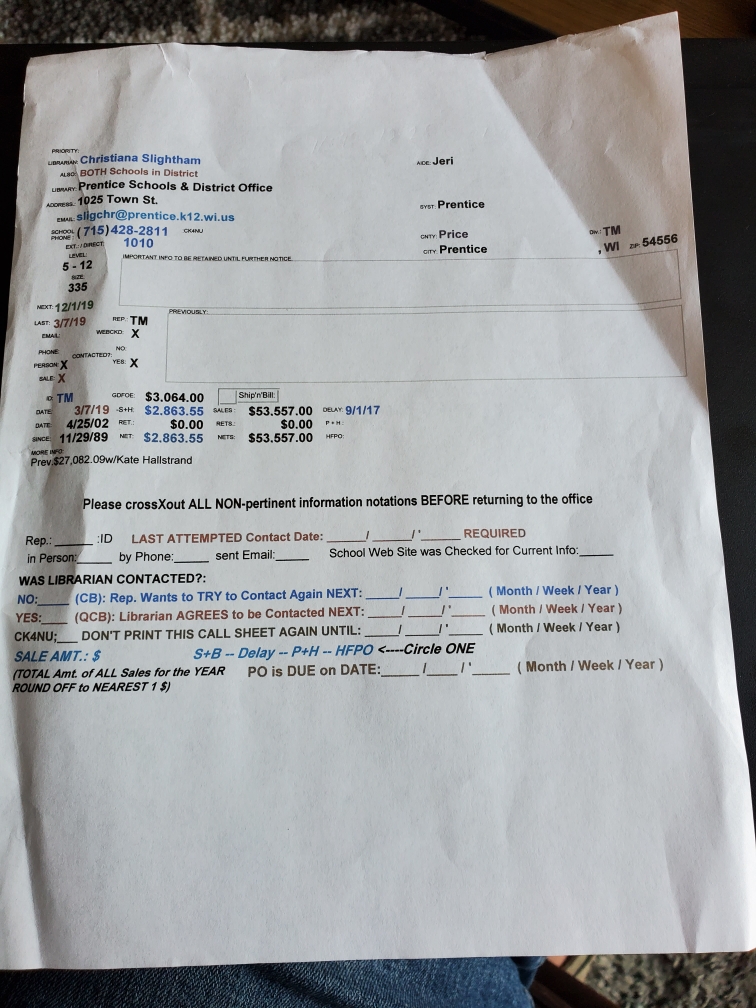 PRIORITY:
LIBRARIAN: Christiana Slightham AIDE: Jeri
ALSO: BOTH Schools in District
LIBRARY: Prentice Schools & District Office
ADDRESS: 1025 Town St. SYST: Prentice
EMAIL: sligchr@prentice.k12.wi.us
SCHOOL PHONE: (715)428-2811 CK4NU CNTY: Price DIV.: TM
EXT. / DIRECT: 1010 CITY: Prentice , WI ZIP: 54556
LEVEL: IMPORTANT INFO TO BE RETAINED UNTIL FURTHER NOTICE:
5 - 12
SIZE:
335
NEXT: 12/1/19
LAST: 3/7/19 REP: TM PREVIOUSLY:
EMAIL: WEBCKD: X
PHONE: CONTACTED?: NO:
PERSON: X YES: X
SALE: X
ID: TM GDFOE: $3.064.00 Ship'n'Bill:
DATE: 3/7/19 -S+H: $2.863.55 SALES: $53.557.00 DELAY: 9/1/17
DATE: 4/25/02 RET.: $0.00 RETS.: $0.00 P + H:
SINCE: 11/29/89 NET: $2.863.55 NETS: $53.557.00 HFPO:
MORE INFO:
Prev.$27,082.09w/Kate Hallstrand
Please crossXout ALL NON-pertinent information notations BEFORE returning to the office
Rep.: ______ :ID LAST ATTEMPTED Contact Date: ______/ ______/ '______ REQUIRED
in Person:_____ by Phone:_____ sent Email:_____ School Web Site was Checked for Current Info:_____
WAS LIBRARIAN CONTACTED?:
NO:_____ (CB): Rep. Wants to TRY to Contact Again NEXT: _____/ _____/ '_____ ( Month / Week / Year )
YES:____ (QCB): Librarian AGREES to be Contacted NEXT: _____/ _____/ '_____ ( Month / Week / Year )
CK4NU;___ DON'T PRINT THIS CALL SHEET AGAIN UNTIL: _____/ _____/ '_____ ( Month / Week / Year )
SALE AMT.: $ S+B -- Delay -- P+H -- HFPO <----Circle ONE
(TOTAL Amt. of ALL Sales for the YEAR PO is DUE on DATE:______/____/ '______ ( Month / Week / Year )
ROUND OFF to NEAREST 1 $)